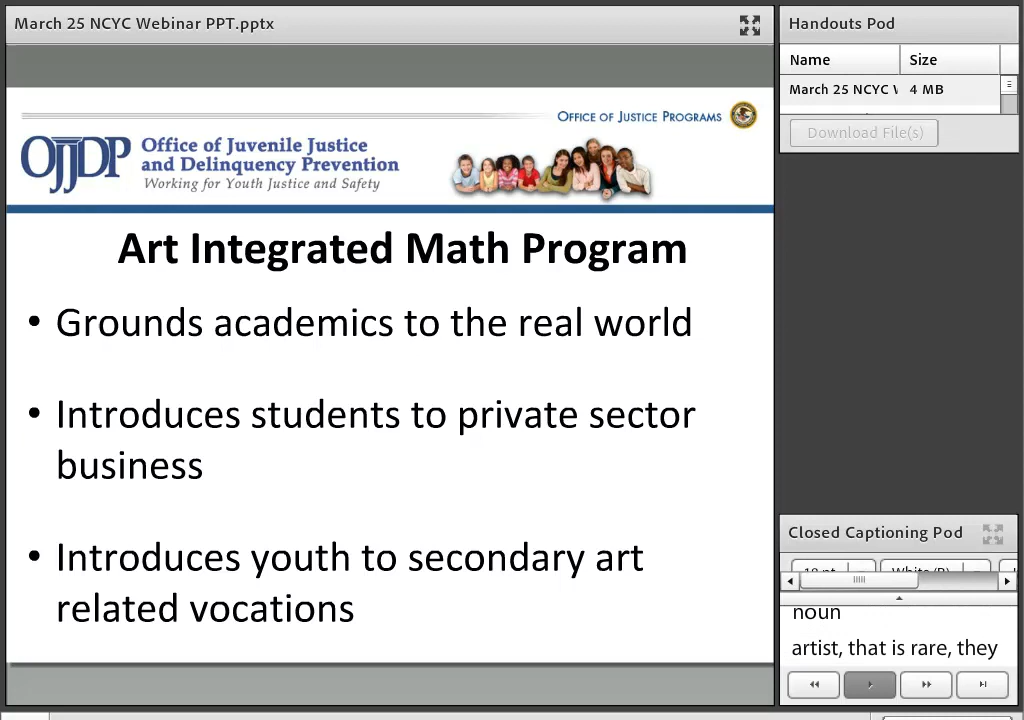 March 25 NCYC Webinar PPT.pptx
Handouts Pod
Name Size
March 25 NCYC 4 MB
Download File(s)
OFFICE OF JUSTICE PROGRAMS
OJJDP
Office of Juvenile Justice
and Delinquency Prevention
Working for Youth Justice and Safety
Art Integrated Math Program
• Grounds academics to the real world
• Introduces students to private sector
business
• Introduces youth to secondary art
related vocations
Closed Captioning Pod
noun
artist, that is rare, they